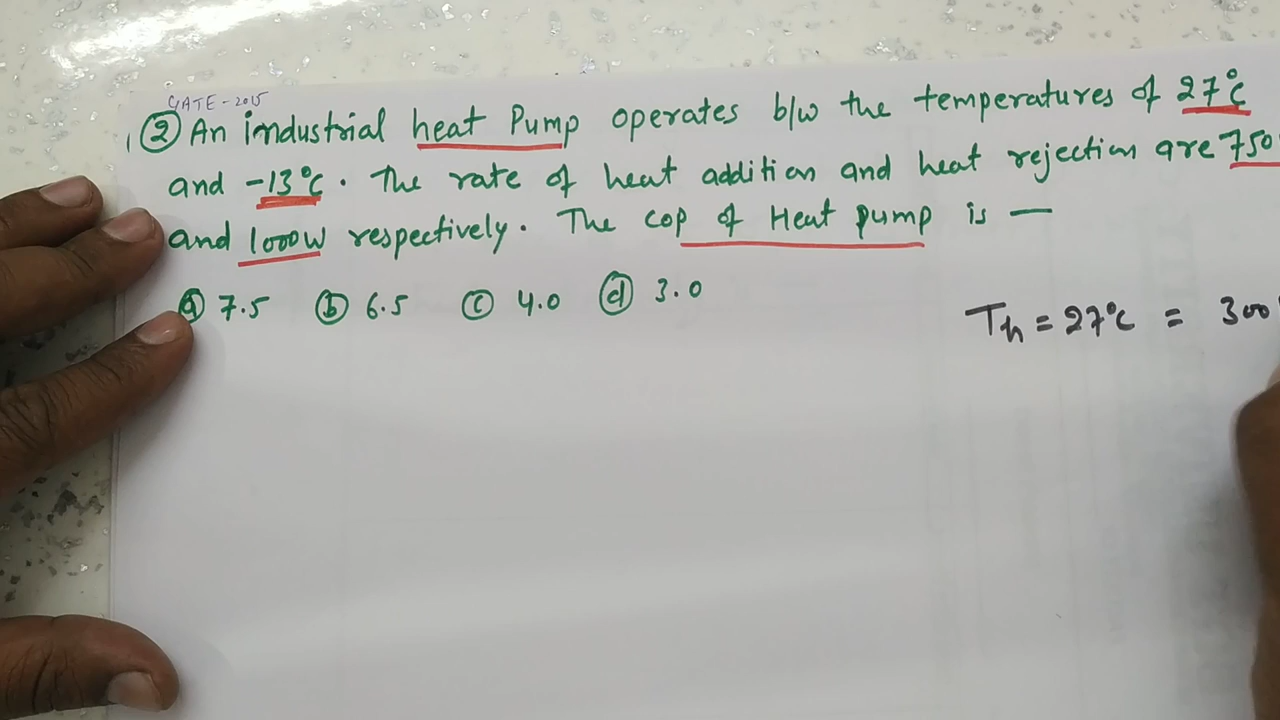 GATE-2015
② An industrial heat Pump operates b/w the temperatures of 27°C
and -13°C. The rate of heat addition and heat rejection are 750
and 1000W respectively. The COP of Heat pump is —
ⓐ 7.5 ⓑ 6.5 ⓒ 4.0 ⓓ 3.0
Th = 27°C = 300